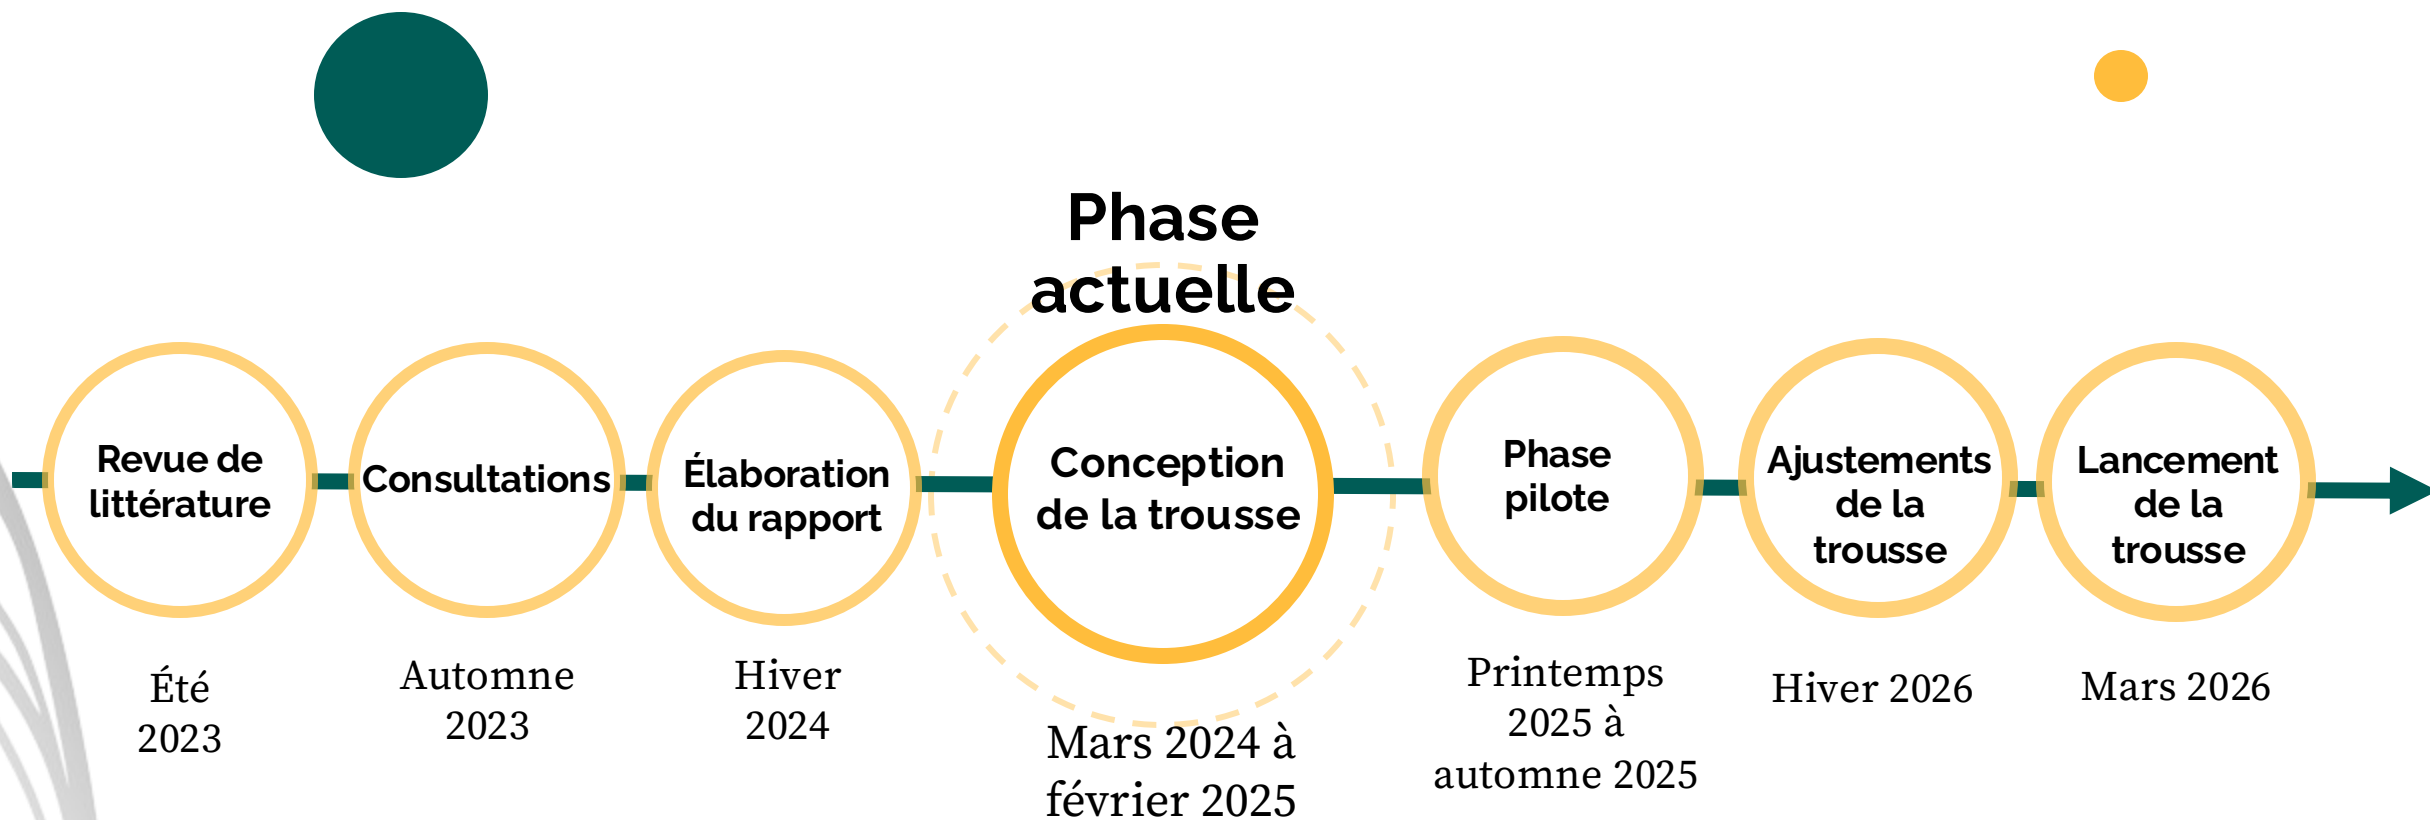 Phase
actuelle
Revue de
littérature
Été
2023
Consultations
Automne
2023
Élaboration
du rapport
Hiver
2024
Conception
de la trousse
Mars 2024 à
février 2025
Phase
pilote
Printemps
2025 à
automne 2025
Ajustements
de la
trousse
Hiver 2026
Lancement
de la
trousse
Mars 2026